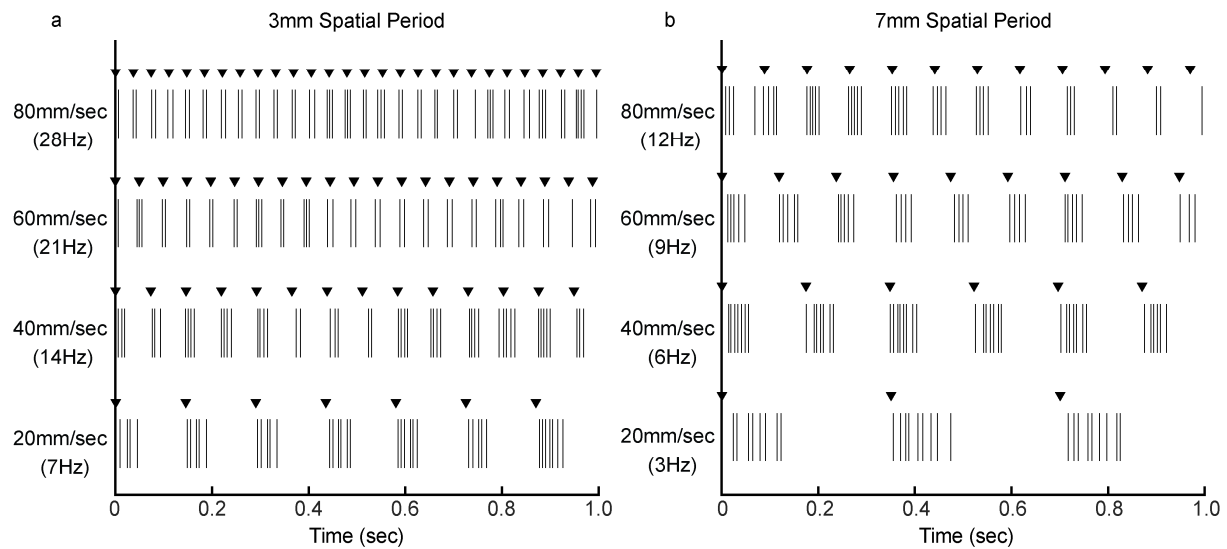 a
3mm Spatial Period
80mm/sec
(28Hz)
60mm/sec
(21Hz)
40mm/sec
(14Hz)
20mm/sec
(7Hz)
0 0.2 0.4 0.6 0.8 1.0
Time (sec)
b
7mm Spatial Period
80mm/sec
(12Hz)
60mm/sec
(9Hz)
40mm/sec
(6Hz)
20mm/sec
(3Hz)
0 0.2 0.4 0.6 0.8 1.0
Time (sec)